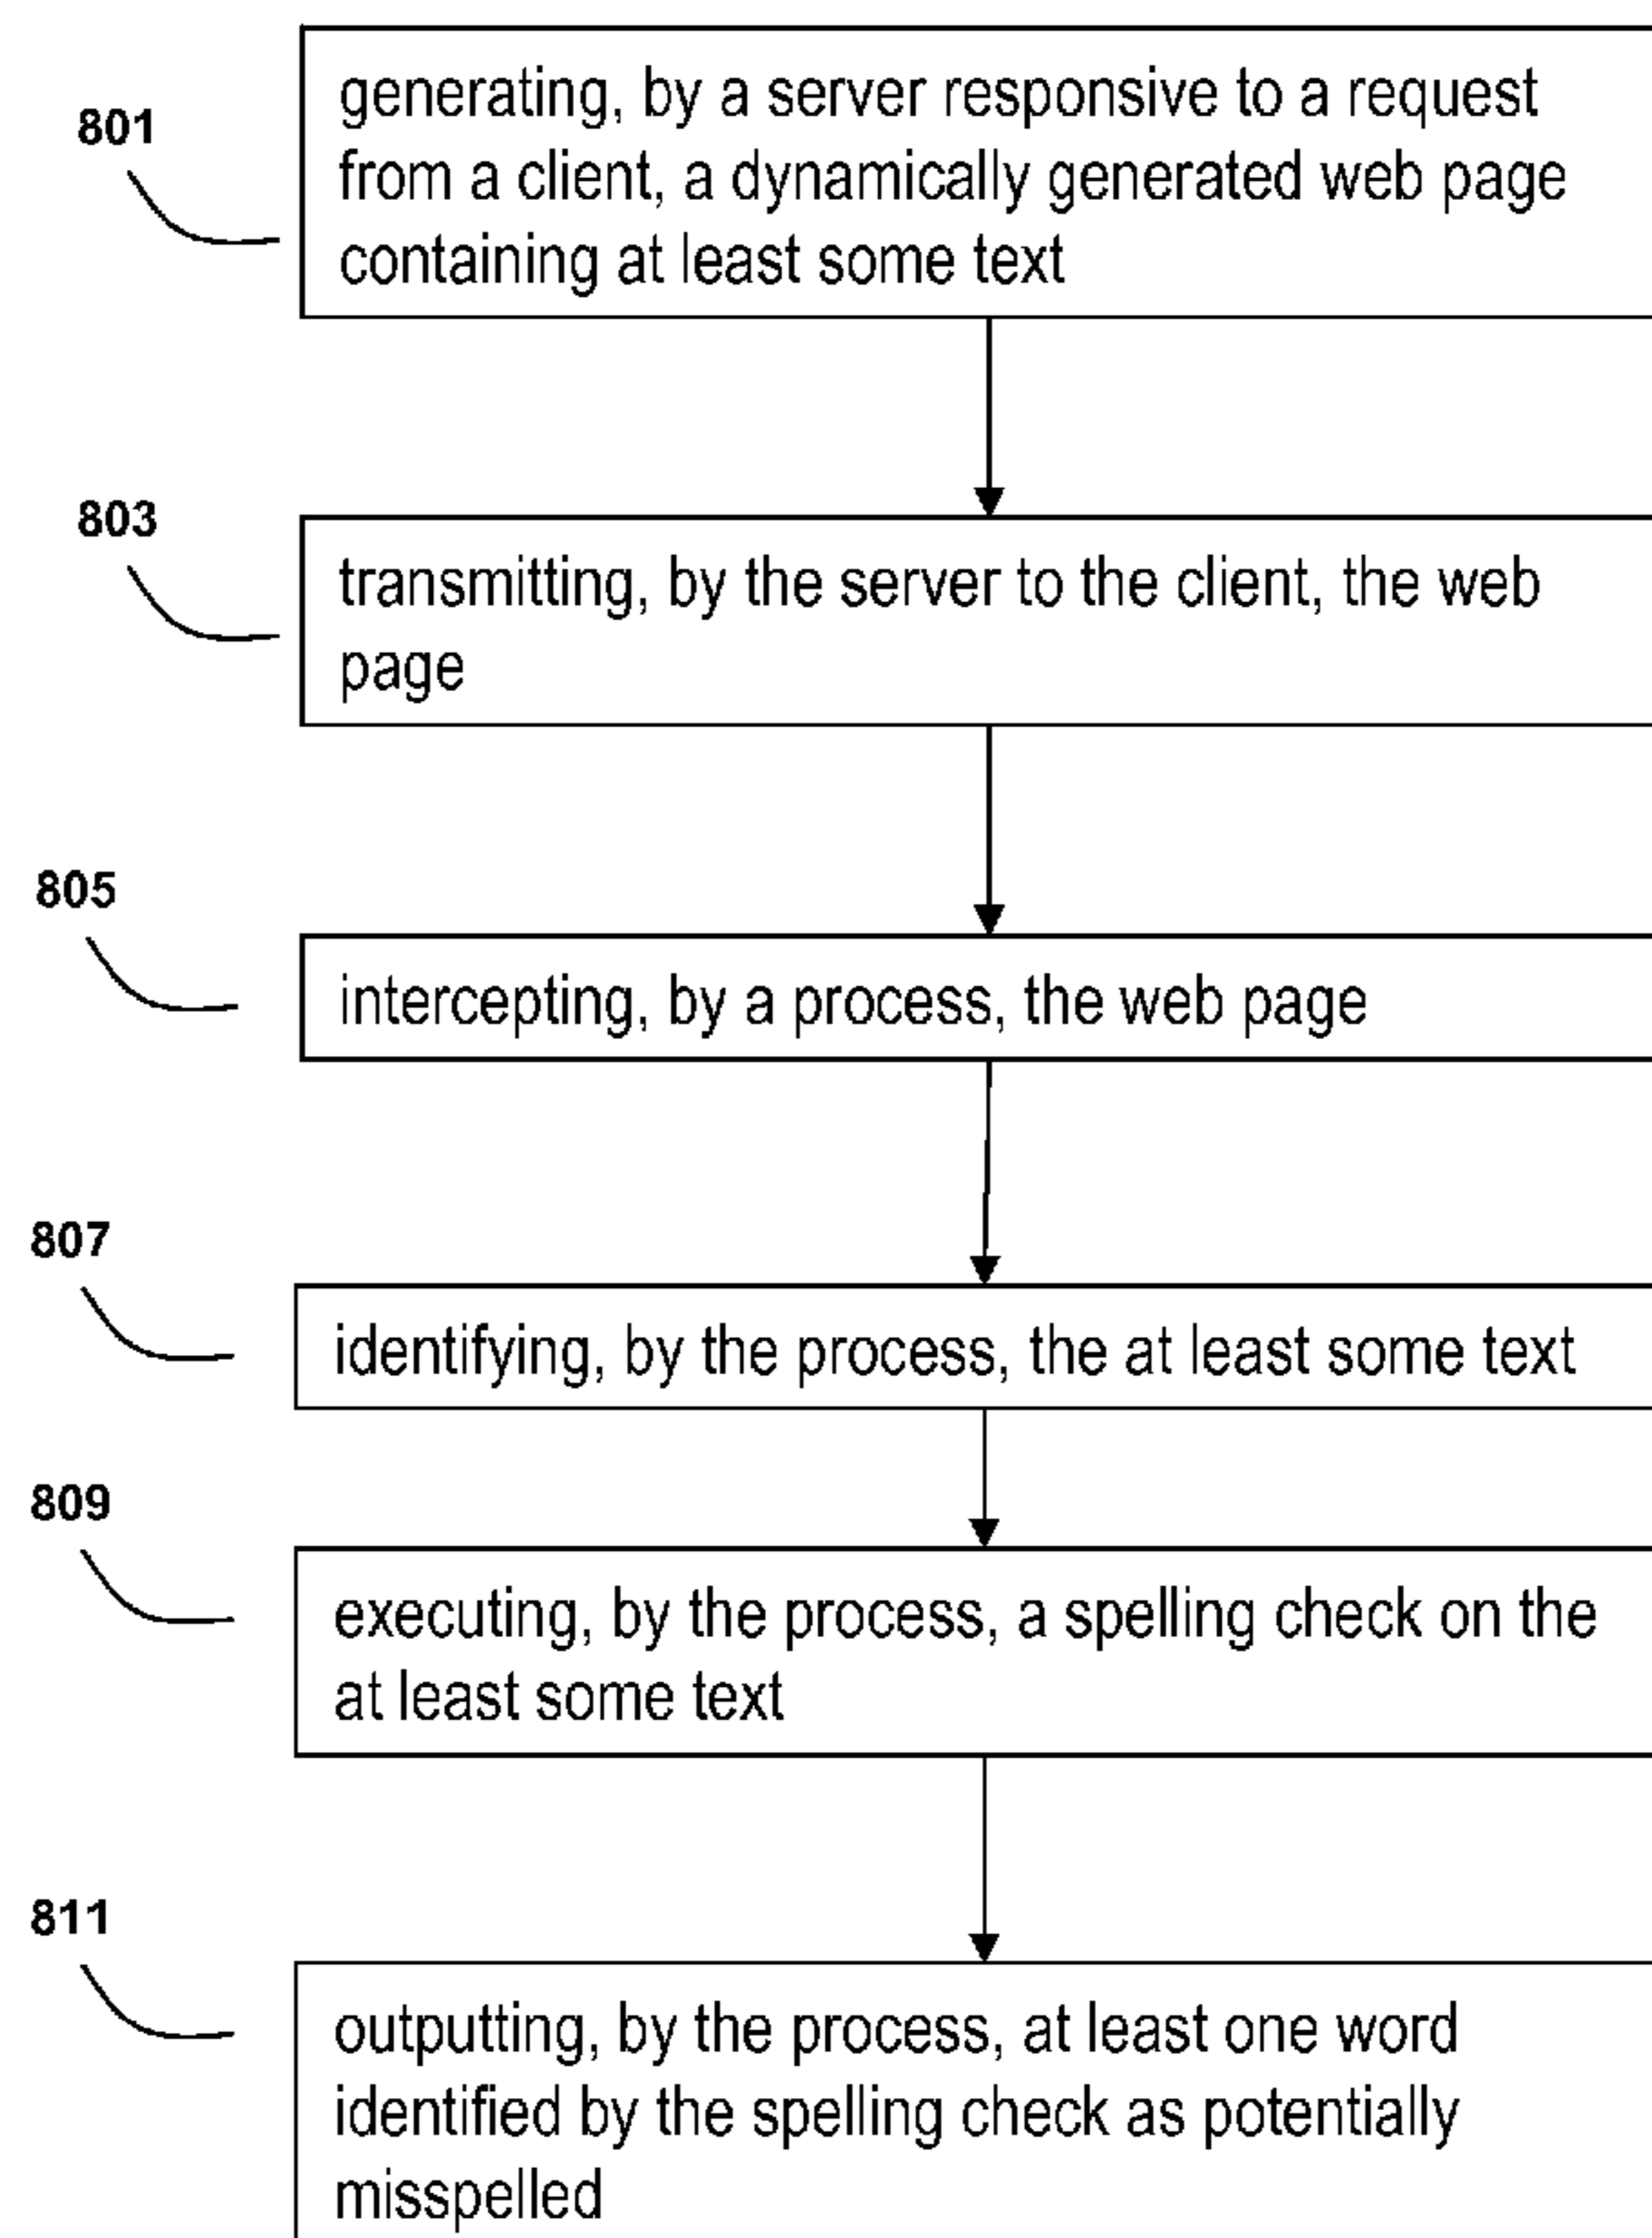 801
generating, by a server responsive to a request
from a client, a dynamically generated web page
containing at least some text
803
transmitting, by the server to the client, the web
page
805
intercepting, by a process, the web page
807
identifying, by the process, the at least some text
809
executing, by the process, a spelling check on the
at least some text
811
outputting, by the process, at least one word
identified by the spelling check as potentially
misspelled